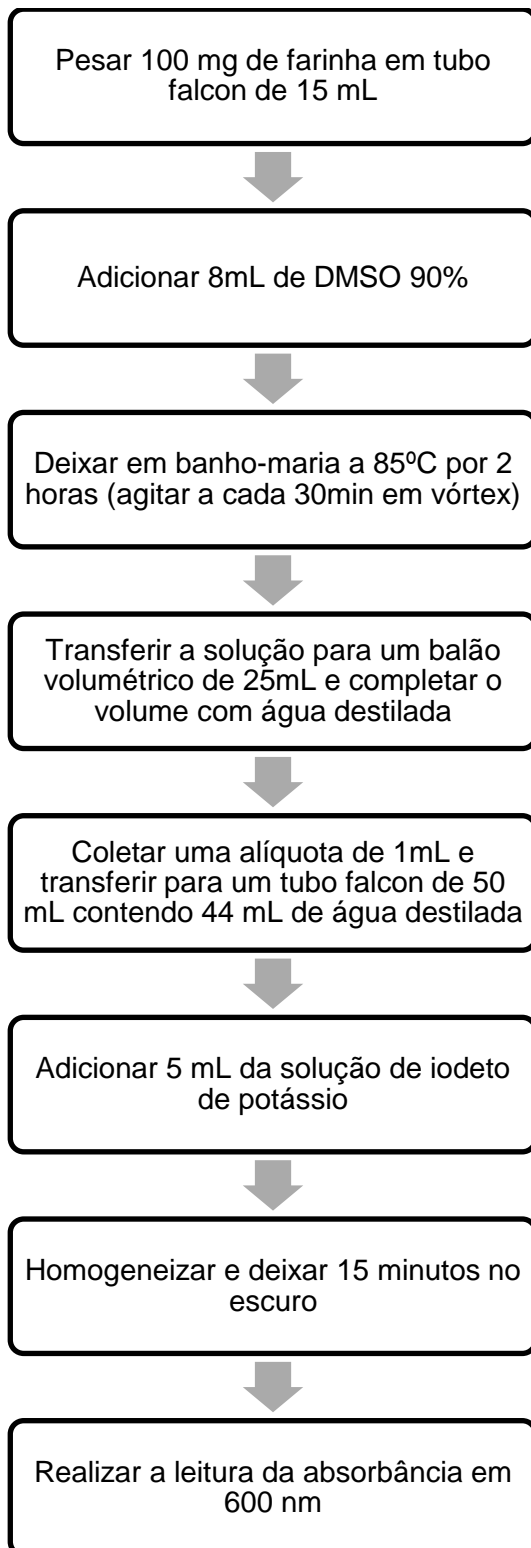 Pesar 100 mg de farinha em tubo
falcon de 15 mL
Adicionar 8mL de DMSO 90%
Deixar em banho-maria a 85ºC por 2
horas (agitar a cada 30min em vórtex)
Transferir a solução para um balão
volumétrico de 25mL e completar o
volume com água destilada
Coletar uma alíquota de 1mL e
transferir para um tubo falcon de 50
mL contendo 44 mL de água destilada
Adicionar 5 mL da solução de iodeto
de potássio
Homogeneizar e deixar 15 minutos no
escuro
Realizar a leitura da absorbância em
600 nm